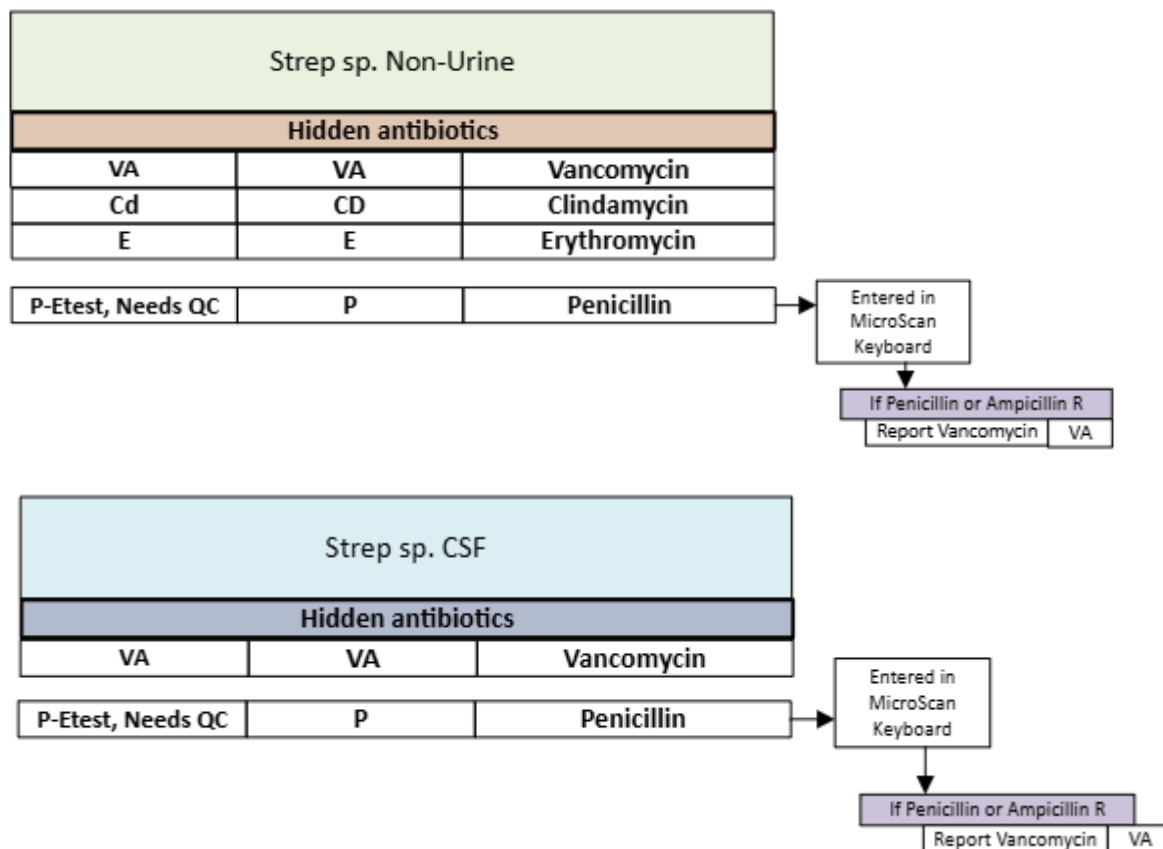 Strep sp. Non-Urine
Hidden antibiotics
VA VA Vancomycin
Cd CD Clindamycin
E E Erythromycin
P-Etest, Needs QC P Penicillin
Entered in
MicroScan
Keyboard
If Penicillin or Ampicillin R
Report Vancomycin VA
Strep sp. CSF
Hidden antibiotics
VA VA Vancomycin
P-Etest, Needs QC P Penicillin
Entered in
MicroScan
Keyboard
If Penicillin or Ampicillin R
Report Vancomycin VA